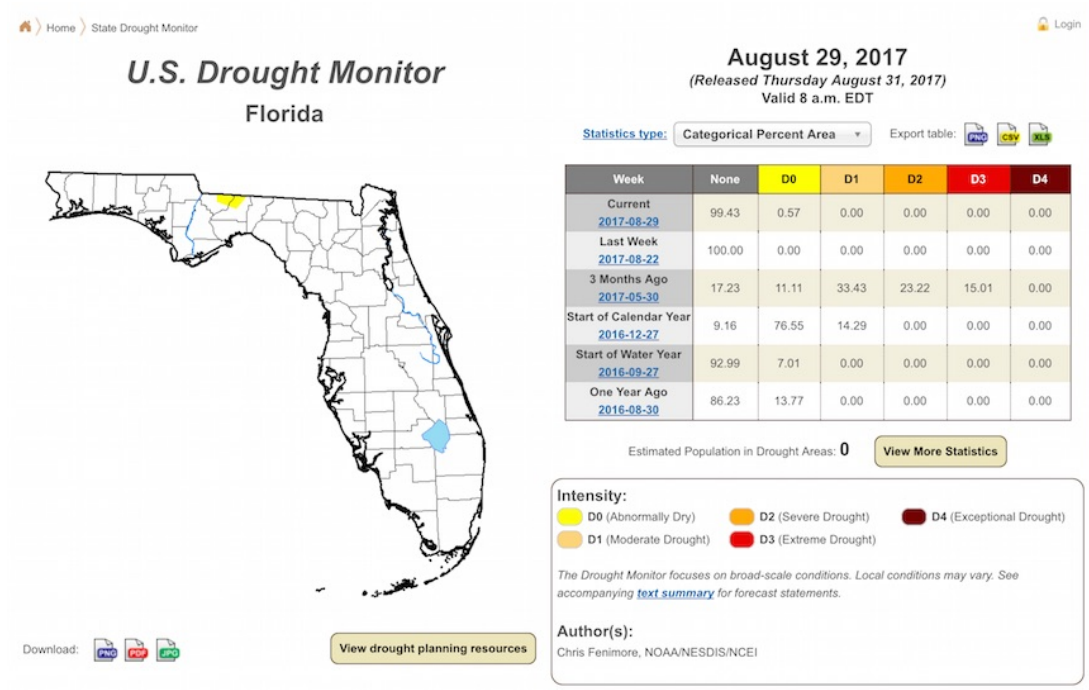 Home State Drought Monitor
Login
U.S. Drought Monitor
Florida
August 29, 2017
(Released Thursday August 31, 2017)
Valid 8 a.m. EDT
Statistics type: Categorical Percent Area Export table: PNG CSV XLS
Week None D0 D1 D2 D3 D4
Current
2017-08-29 99.43 0.57 0.00 0.00 0.00 0.00
Last Week
2017-08-22 100.00 0.00 0.00 0.00 0.00 0.00
3 Months Ago
2017-05-30 17.23 11.11 33.43 23.22 15.01 0.00
Start of Calendar Year
2016-12-27 9.16 76.55 14.29 0.00 0.00 0.00
Start of Water Year
2016-09-27 92.99 7.01 0.00 0.00 0.00 0.00
One Year Ago
2016-08-30 86.23 13.77 0.00 0.00 0.00 0.00
Estimated Population in Drought Areas: 0 View More Statistics
Intensity:
D0 (Abnormally Dry) D2 (Severe Drought) D4 (Exceptional Drought)
D1 (Moderate Drought) D3 (Extreme Drought)
The Drought Monitor focuses on broad-scale conditions. Local conditions may vary. See
accompanying text summary for forecast statements.
Author(s):
Chris Fenimore, NOAA/NESDIS/NCEI
Download: PNG PDF JPG
View drought planning resources